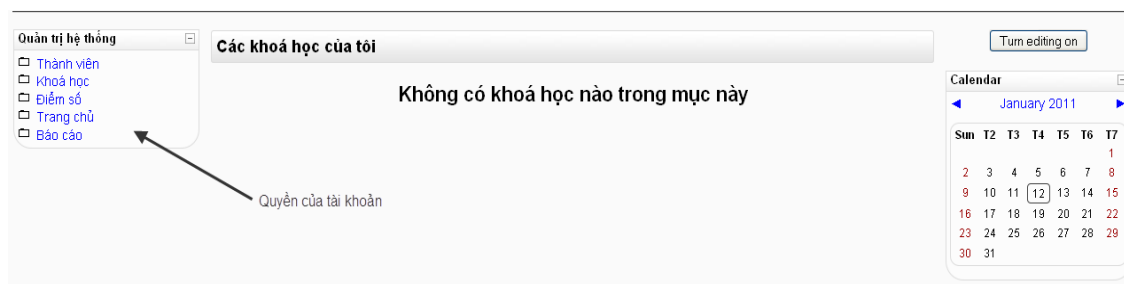 Quản trị hệ thống
Thành viên
Khoá học
Điểm số
Trang chủ
Báo cáo
Các khoá học của tôi
Không có khoá học nào trong mục này
Quyền của tài khoản
Turn editing on
Calendar
January 2011
Sun T2 T3 T4 T5 T6 T7
1
2 3 4 5 6 7 8
9 10 11 12 13 14 15
16 17 18 19 20 21 22
23 24 25 26 27 28 29
30 31